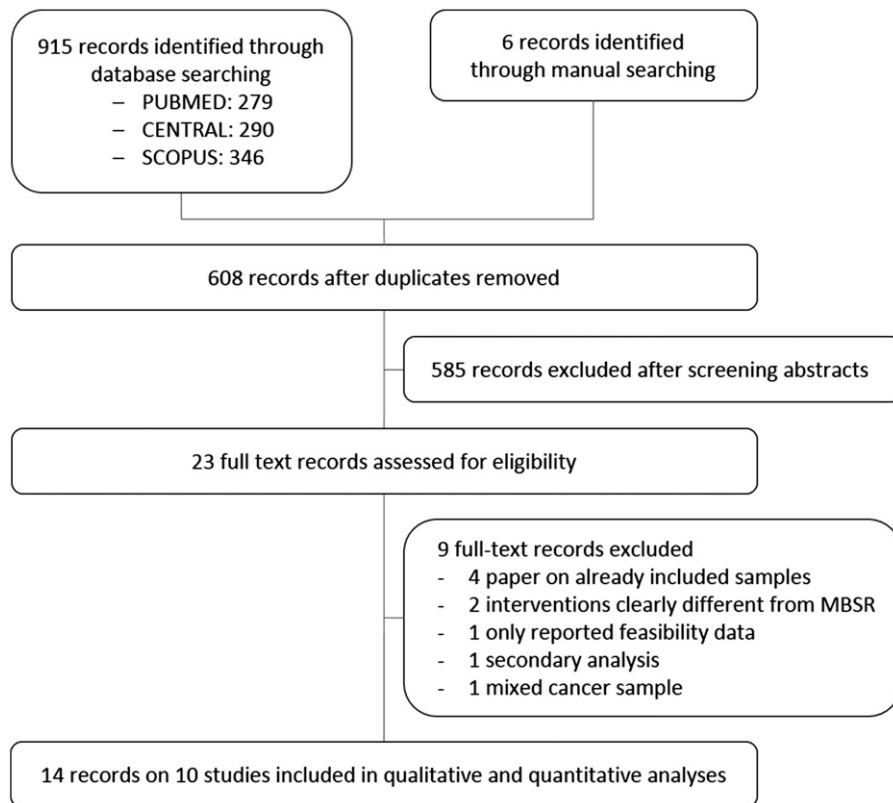 915 records identified through
database searching
– PUBMED: 279
– CENTRAL: 290
– SCOPUS: 346
6 records identified
through manual searching
608 records after duplicates removed
585 records excluded after screening abstracts
23 full text records assessed for eligibility
9 full-text records excluded
- 4 paper on already included samples
- 2 interventions clearly different from MBSR
- 1 only reported feasibility data
- 1 secondary analysis
- 1 mixed cancer sample
14 records on 10 studies included in qualitative and quantitative analyses